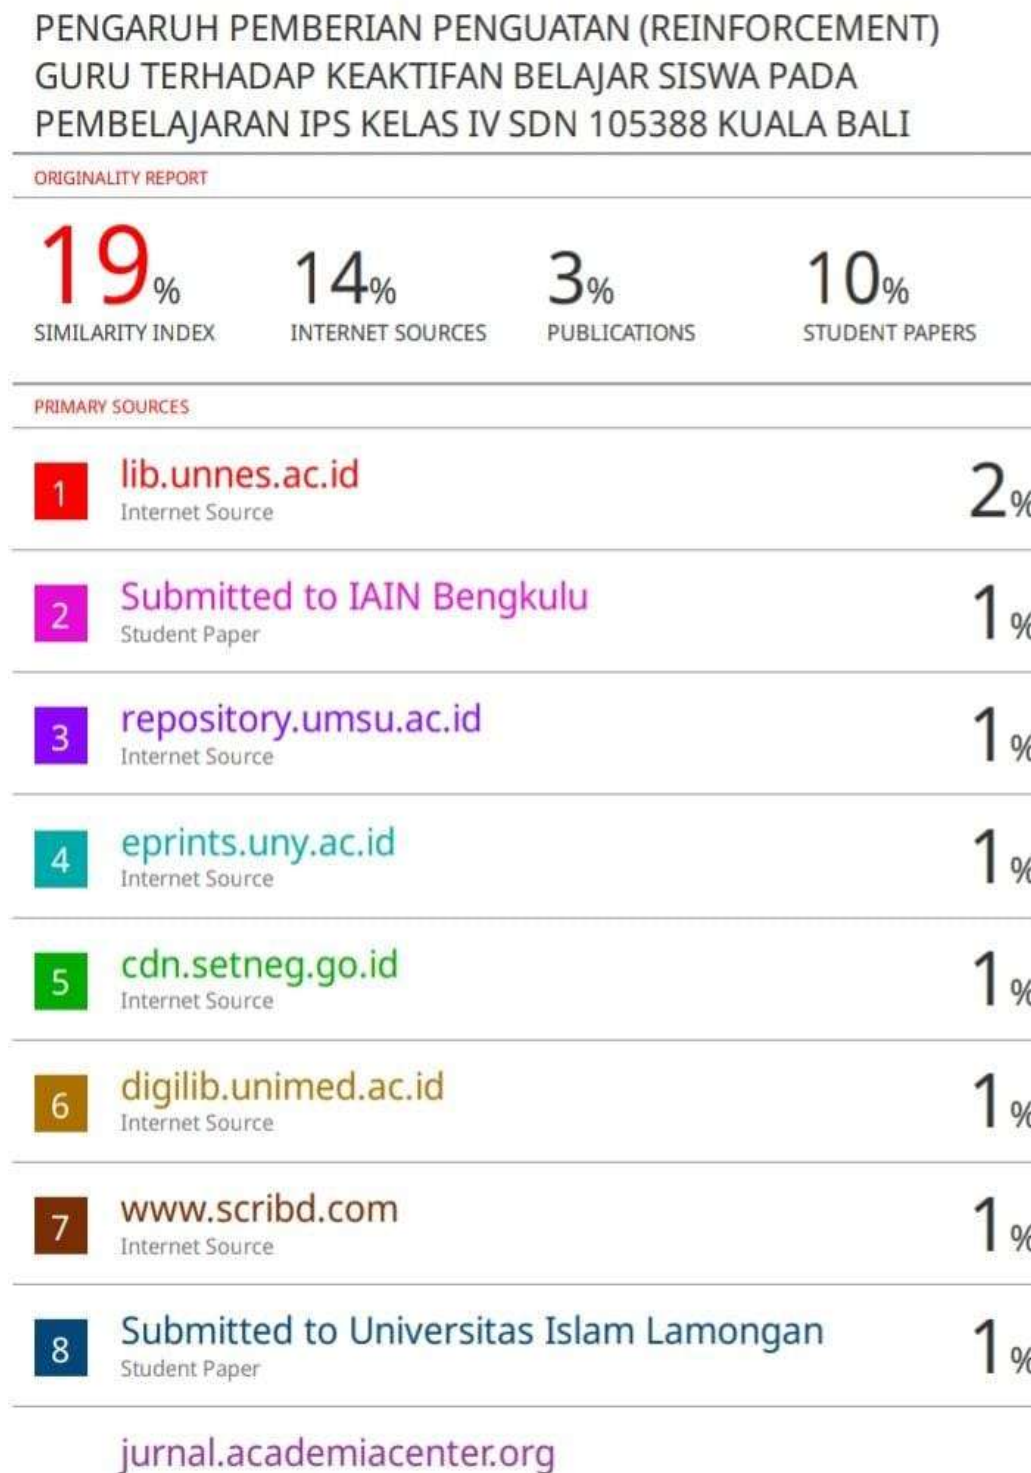 PENGARUH PEMBERIAN PENGUATAN (REINFORCEMENT)
GURU TERHADAP KEAKTIFAN BELAJAR SISWA PADA
PEMBELAJARAN IPS KELAS IV SDN 105388 KUALA BALI
ORIGINALITY REPORT
19% 14% 3% 10%
SIMILARITY INDEX INTERNET SOURCES PUBLICATIONS STUDENT PAPERS
PRIMARY SOURCES
1 lib.unnes.ac.id 2%
Internet Source
2 Submitted to IAIN Bengkulu 1%
Student Paper
3 repository.umsu.ac.id 1%
Internet Source
4 eprints.uny.ac.id 1%
Internet Source
5 cdn.setneg.go.id 1%
Internet Source
6 digilib.unimed.ac.id 1%
Internet Source
7 www.scribd.com 1%
Internet Source
8 Submitted to Universitas Islam Lamongan 1%
Student Paper
jurnal.academiacenter.org